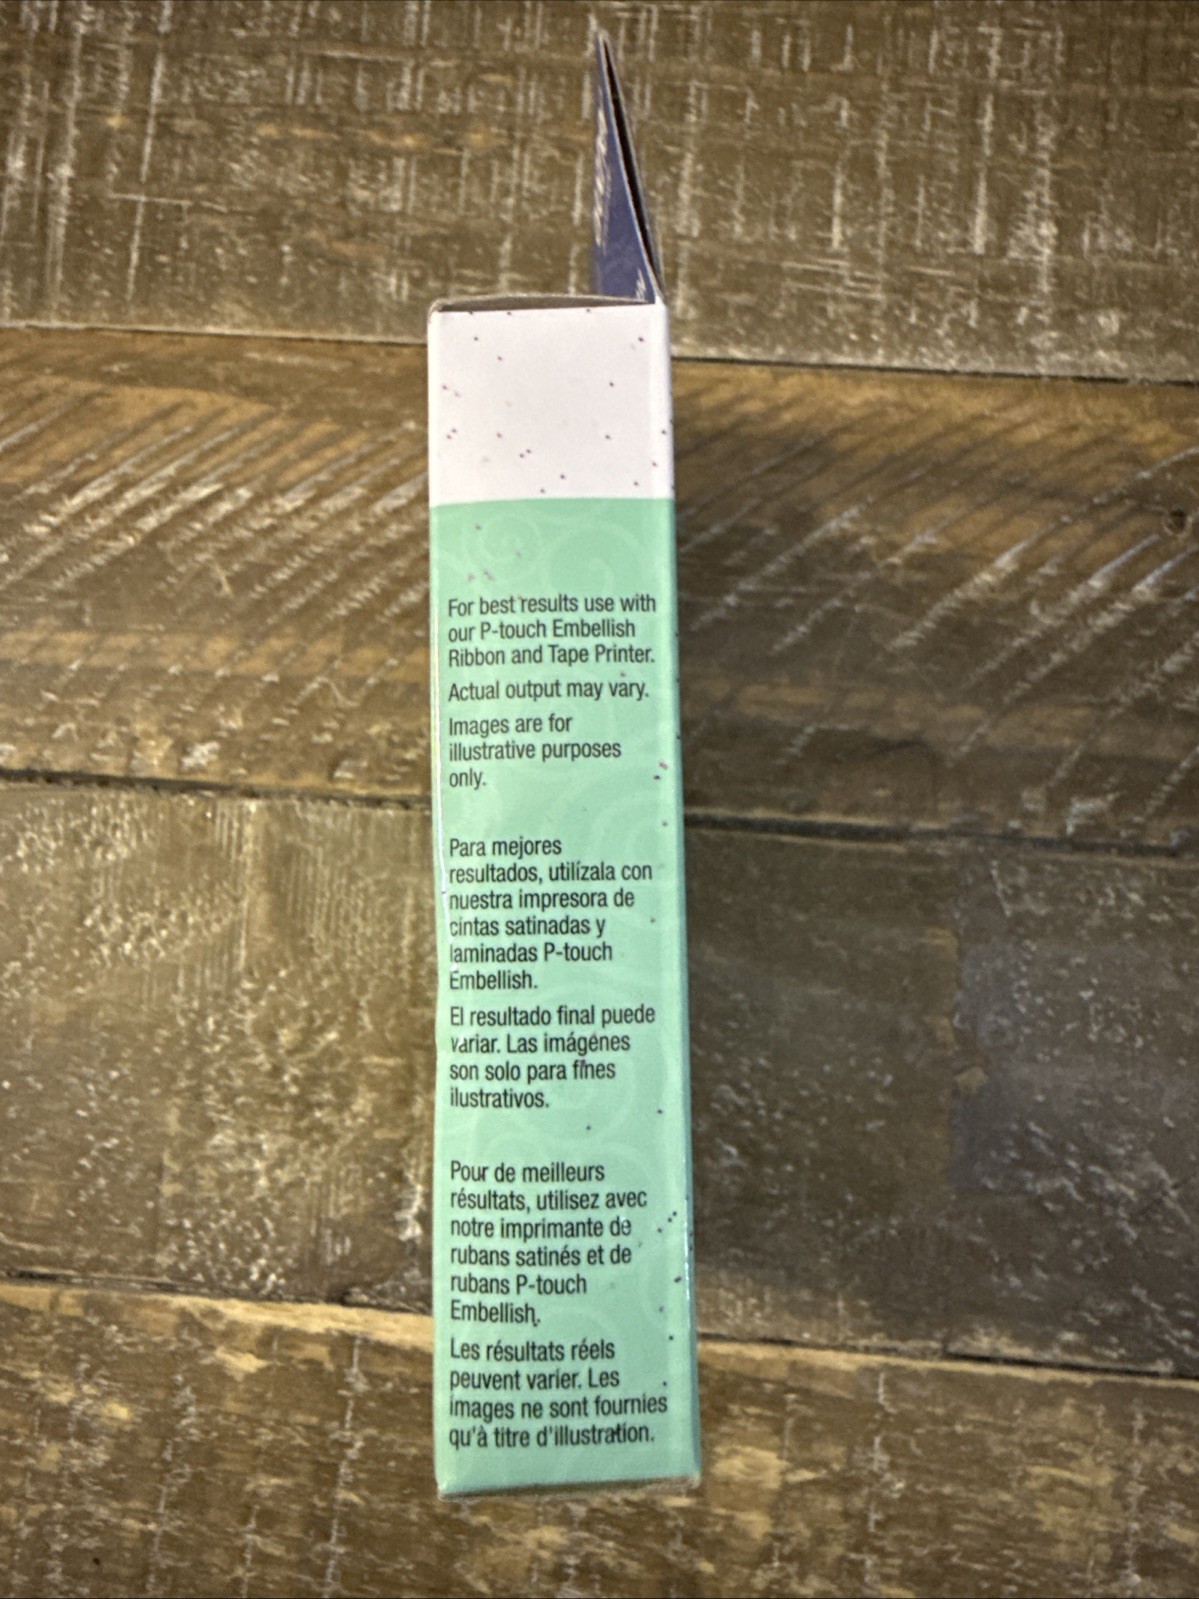 For best results use with
our P-touch Embellish
Ribbon and Tape Printer.
Actual output may vary.
Images are for
illustrative purposes
only.
Para mejores
resultados, utilízala con
nuestra impresora de
cintas satinadas y
laminadas P-touch
Embellish.
El resultado final puede
variar. Las imágenes
son solo para fines
ilustrativos.
Pour de meilleurs
résultats, utilisez avec
notre imprimante de
rubans satinés et de
rubans P-touch
Embellish.
Les résultats réels
peuvent varier. Les
images ne sont fournies
qu'à titre d'illustration.